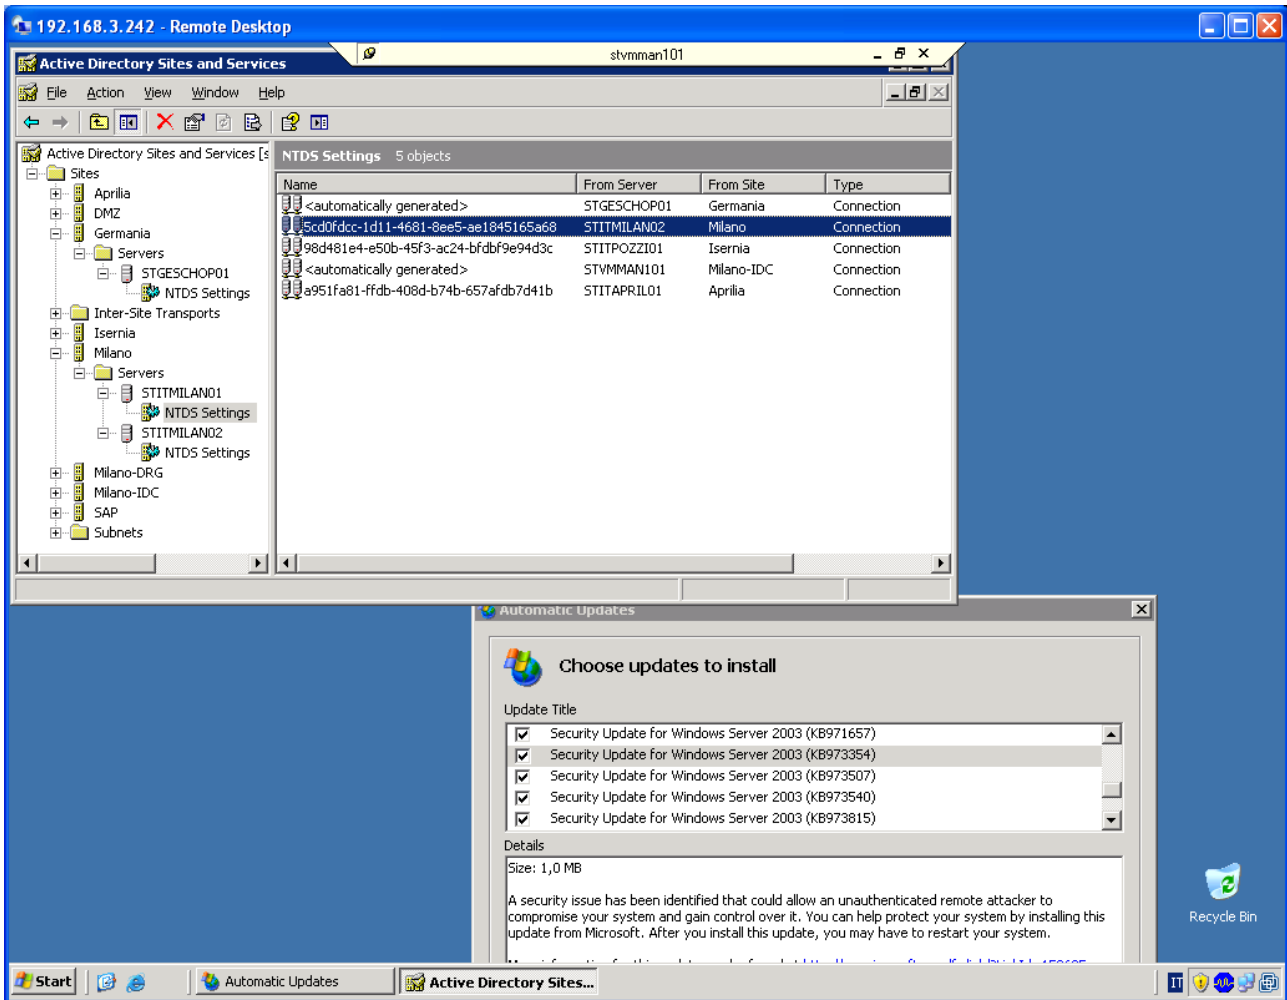 192.168.3.242 - Remote Desktop
stvmman101
Active Directory Sites and Services
File Action View Window Help
Active Directory Sites and Services [s
NTDS Settings 5 objects
Sites
Aprilia
DMZ
Germania
Servers
STGESCHOP01
NTDS Settings
Inter-Site Transports
Isernia
Milano
Servers
STITMILAN01
NTDS Settings
STITMILAN02
NTDS Settings
Milano-DRG
Milano-IDC
SAP
Subnets
Name From Server From Site Type
<automatically generated> STGESCHOP01 Germania Connection
5cd0fdcc-1d11-4681-8ee5-ae1845165a68 STITMILAN02 Milano Connection
98d481e4-e50b-45f3-ac24-bfdbf9e94d3c STITPOZZI01 Isernia Connection
<automatically generated> STVMMAN101 Milano-IDC Connection
a951fa81-ffdb-408d-b74b-657afdb7d41b STITAPRIL01 Aprilia Connection
Automatic Updates
Choose updates to install
Update Title
Security Update for Windows Server 2003 (KB971657)
Security Update for Windows Server 2003 (KB973354)
Security Update for Windows Server 2003 (KB973507)
Security Update for Windows Server 2003 (KB973540)
Security Update for Windows Server 2003 (KB973815)
Details
Size: 1,0 MB
A security issue has been identified that could allow an unauthenticated remote attacker to
compromise your system and gain control over it. You can help protect your system by installing this
update from Microsoft. After you install this update, you may have to restart your system.
Recycle Bin
Start Automatic Updates Active Directory Sites... IT